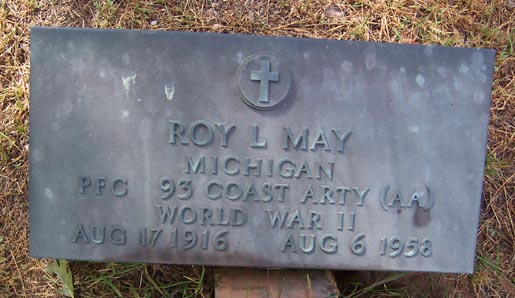 ROY L MAY
MICHIGAN
PFC 93 COAST ARTY (AA)
WORLD WAR II
AUG 17 1916 AUG 6 1958